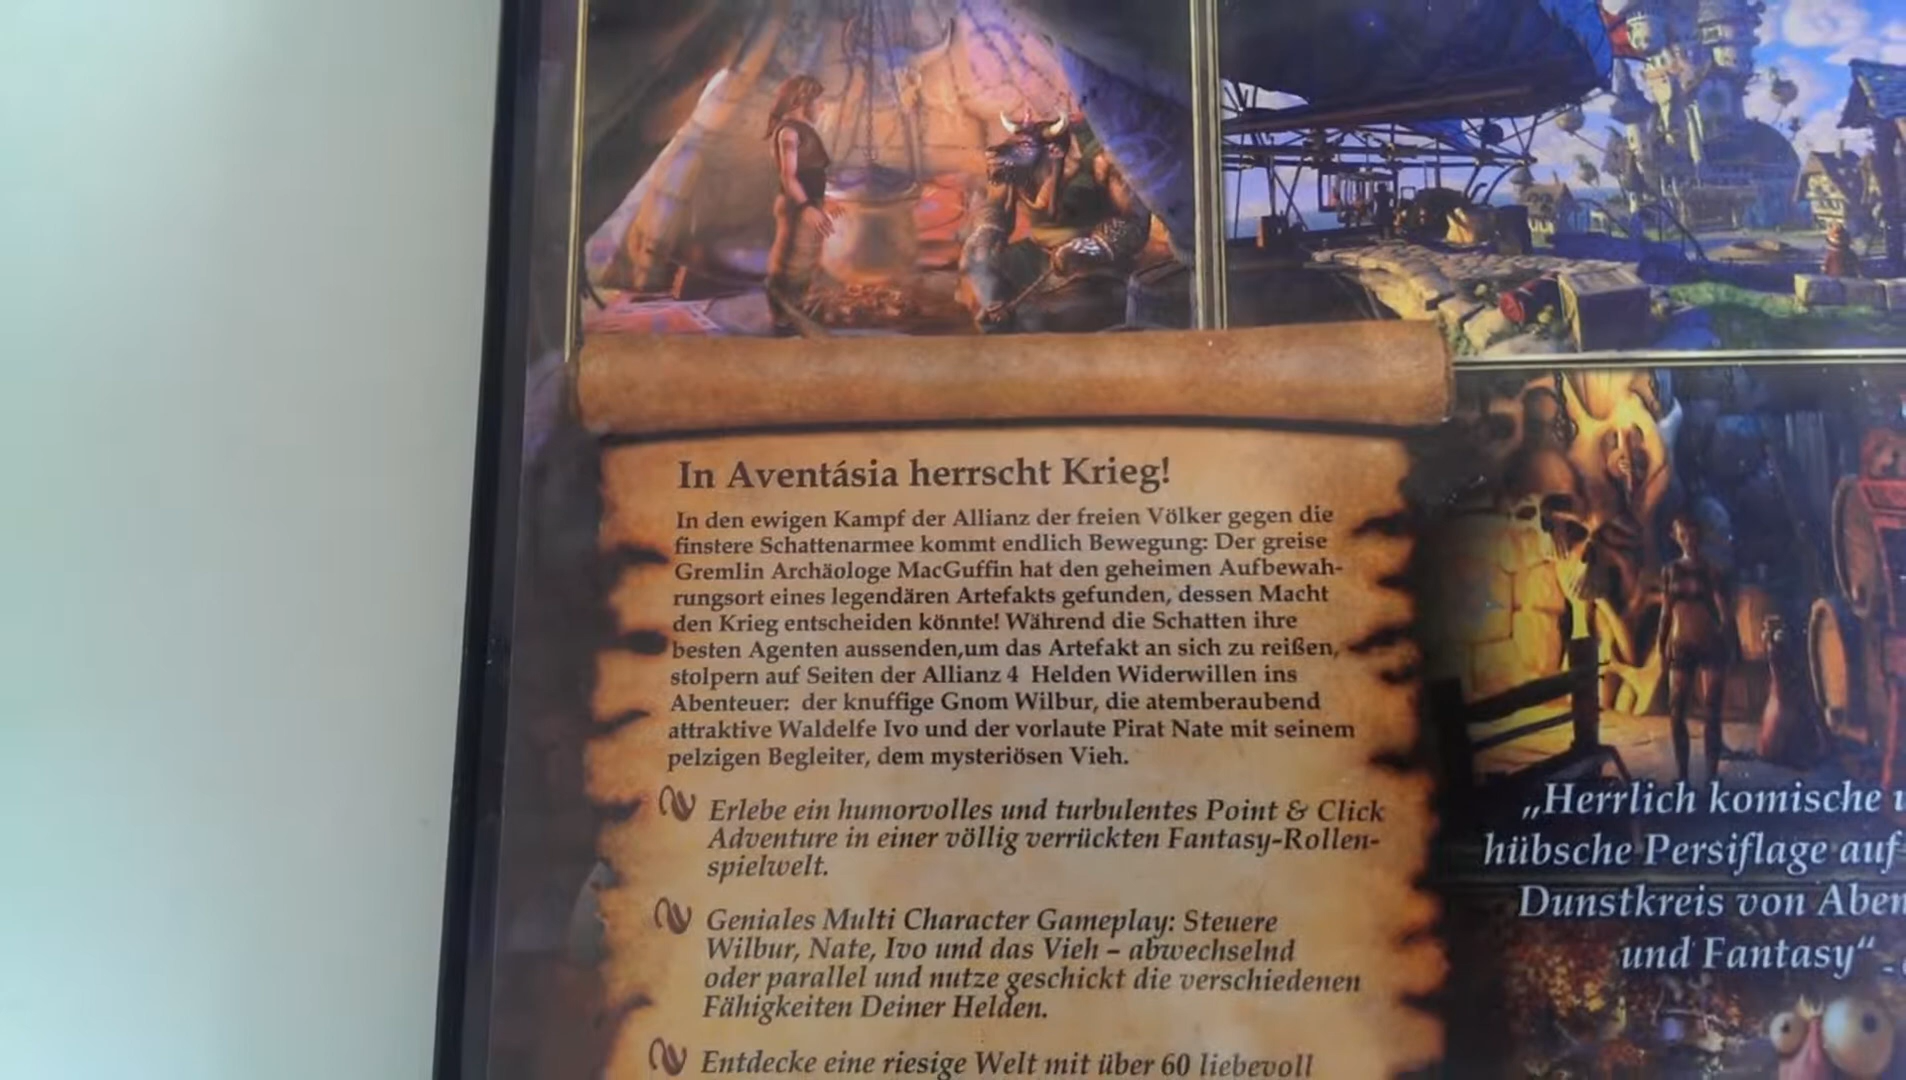 In Aventásia herrscht Krieg!
In den ewigen Kampf der Allianz der freien Völker gegen die
finstere Schattenarmee kommt endlich Bewegung: Der greise
Gremlin Archäologe MacGuffin hat den geheimen Aufbewah-
rungsort eines legendären Artefakts gefunden, dessen Macht
den Krieg entscheiden könnte! Während die Schatten ihre
besten Agenten aussenden,um das Artefakt an sich zu reißen,
stolpern auf Seiten der Allianz 4 Helden Widerwillen ins
Abenteuer: der knuffige Gnom Wilbur, die atemberaubend
attraktive Waldelfe Ivo und der vorlaute Pirat Nate mit seinem
pelzigen Begleiter, dem mysteriösen Vieh.
Erlebe ein humorvolles und turbulentes Point & Click
Adventure in einer völlig verrückten Fantasy-Rollen-
spielwelt.
Geniales Multi Character Gameplay: Steuere
Wilbur, Nate, Ivo und das Vieh – abwechselnd
oder parallel und nutze geschickt die verschiedenen
Fähigkeiten Deiner Helden.
Entdecke eine riesige Welt mit über 60 liebevoll
„Herrlich komische
hübsche Persiflage auf
Dunstkreis von Aben
und Fantasy“ -